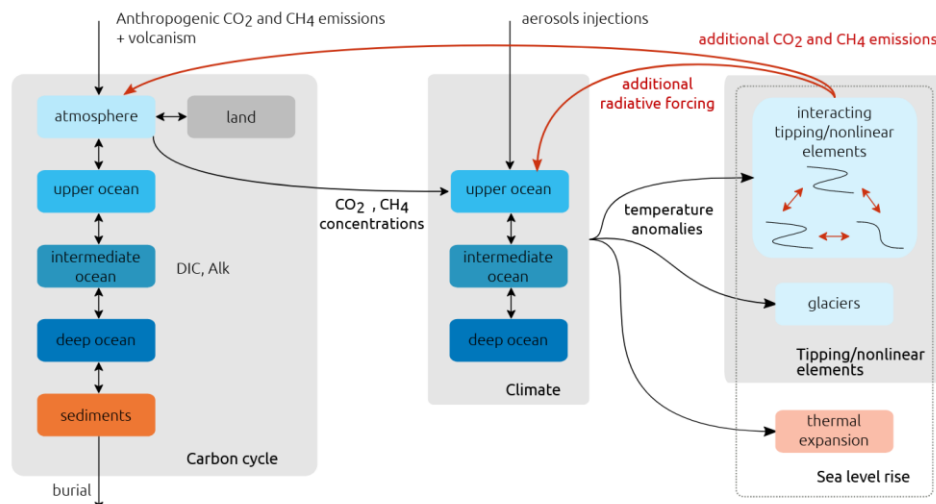 Anthropogenic CO2 and CH4 emissions
+ volcanism
aerosols injections
additional CO2 and CH4 emissions
additional
radiative forcing
atmosphere
land
interacting
tipping/nonlinear
elements
upper ocean
upper ocean
CO2 , CH4
concentrations
temperature
anomalies
intermediate
ocean
DIC, Alk
intermediate
ocean
glaciers
deep ocean
deep ocean
Tipping/nonlinear
elements
Climate
sediments
thermal
expansion
Carbon cycle
Sea level rise
burial